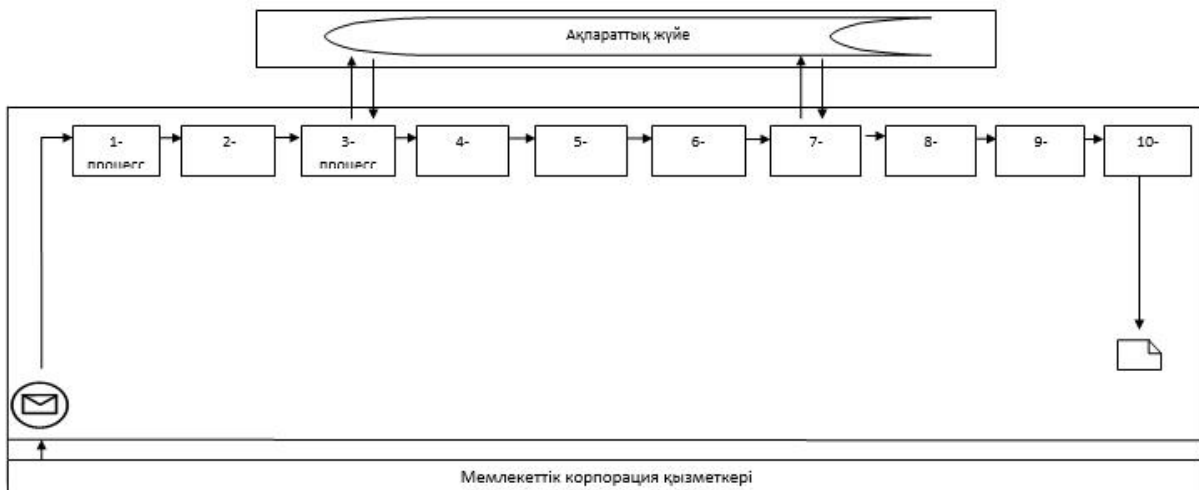 Ақпараттық жүйе
1-
процесс
2-
3-
процесс
4-
5-
6-
7-
8-
9-
10-
Мемлекеттік корпорация қызметкері